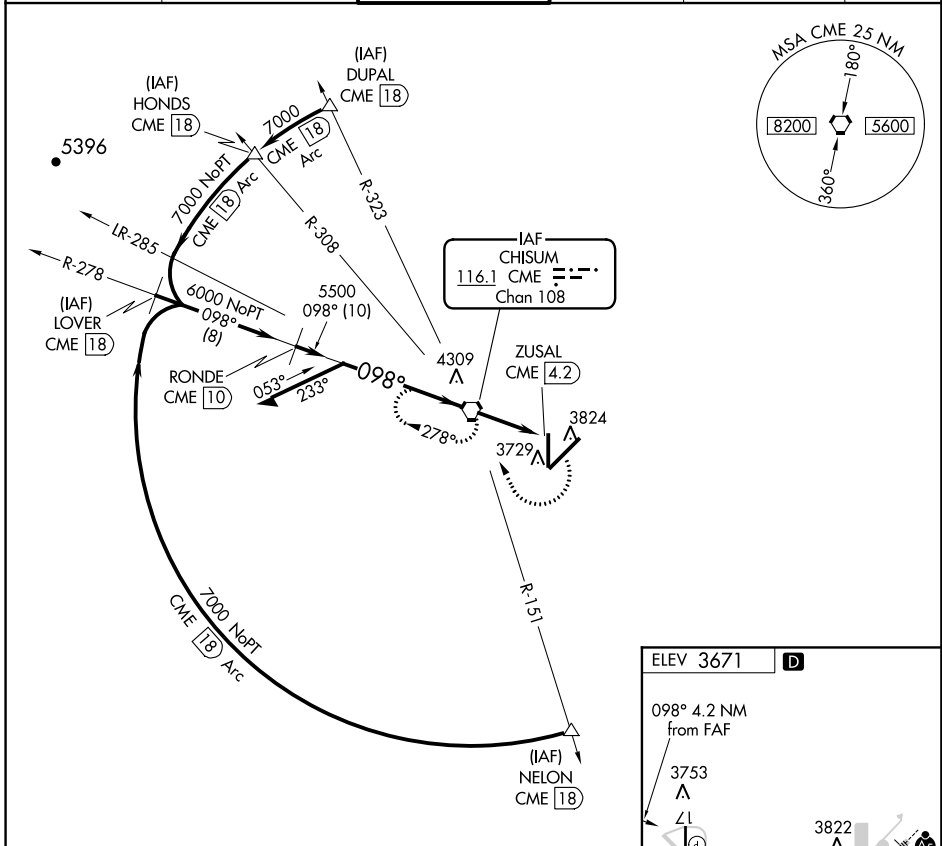 (IAF)
DUPAL
CME 18
(IAF)
HONDS
CME 18
MSA CME 25 NM
180°
8200
5600
360°
5396
7000
CME 18
Arc
7000 NoPT
CME 18 Arc
R-323
R-308
LR-285
R-278
(IAF)
LOVER
CME 18
6000 NoPT
098°
(8)
5500
098° (10)
RONDE
CME 10
053°
233°
IAF
CHISUM
116.1 CME
Chan 108
098°
4309
278°
ZUSAL
CME 4.2
3824
3729
R-151
7000 NoPT
CME 18 Arc
(IAF)
NELON
CME 18
ELEV 3671 D
098° 4.2 NM
from FAF
3753
17
3822